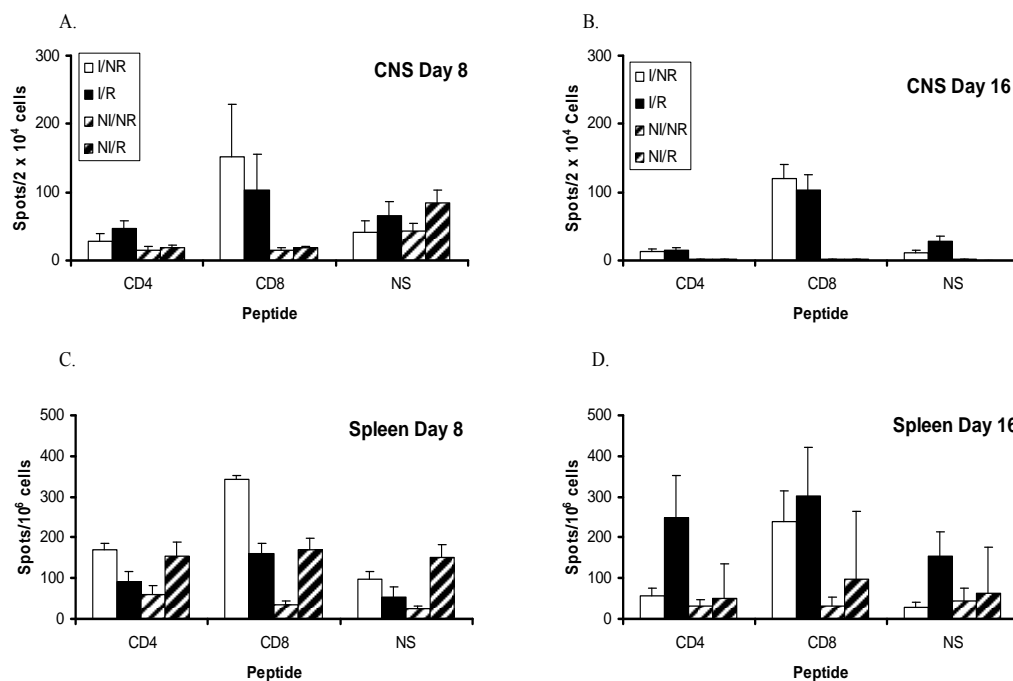 A.
CNS Day 8
Spots/2 x 10⁴ cells
300
200
100
0
I/NR
I/R
NI/NR
NI/R
CD4 CD8 NS
Peptide
B.
CNS Day 16
Spots/2 x 10⁴ Cells
300
200
100
0
I/NR
I/R
NI/NR
NI/R
CD4 CD8 NS
Peptide
C.
Spleen Day 8
Spots/10⁶ cells
500
400
300
200
100
0
CD4 CD8 NS
Peptide
D.
Spleen Day 16
Spots/10⁶ cells
500
400
300
200
100
0
CD4 CD8 NS
Peptide